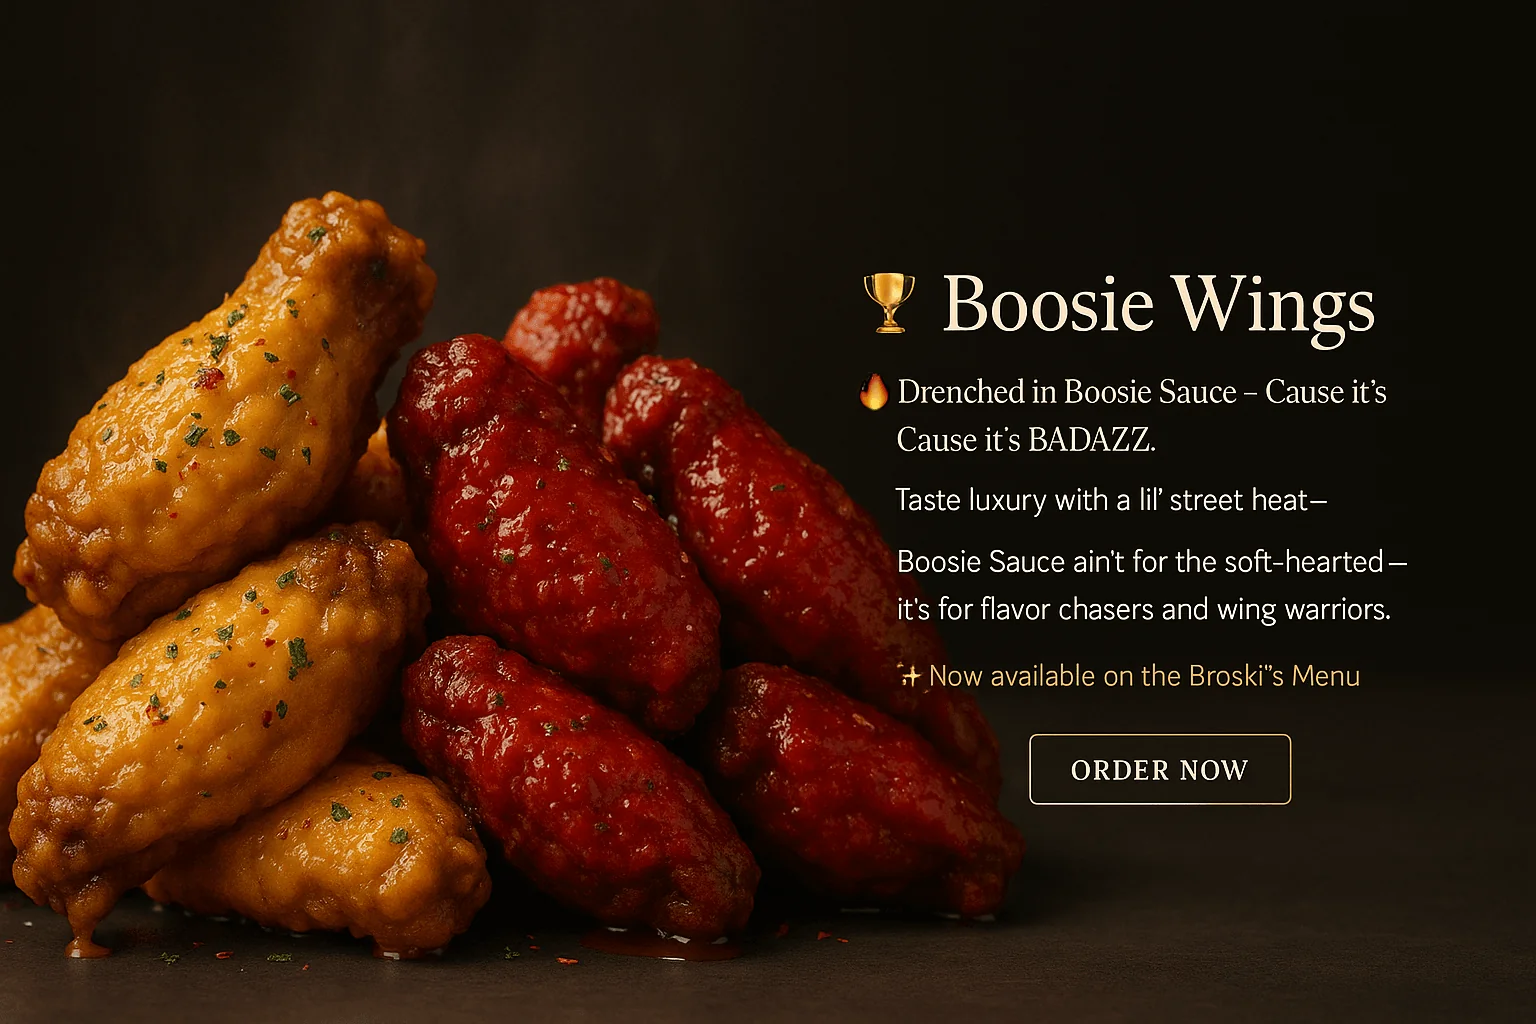 🏆 Boosie Wings
🔥 Drenched in Boosie Sauce – Cause it's
Cause it's BADAZZ.
Taste luxury with a lil' street heat—
Boosie Sauce ain't for the soft-hearted—
it's for flavor chasers and wing warriors.
✨ Now available on the Broski"s Menu
ORDER NOW